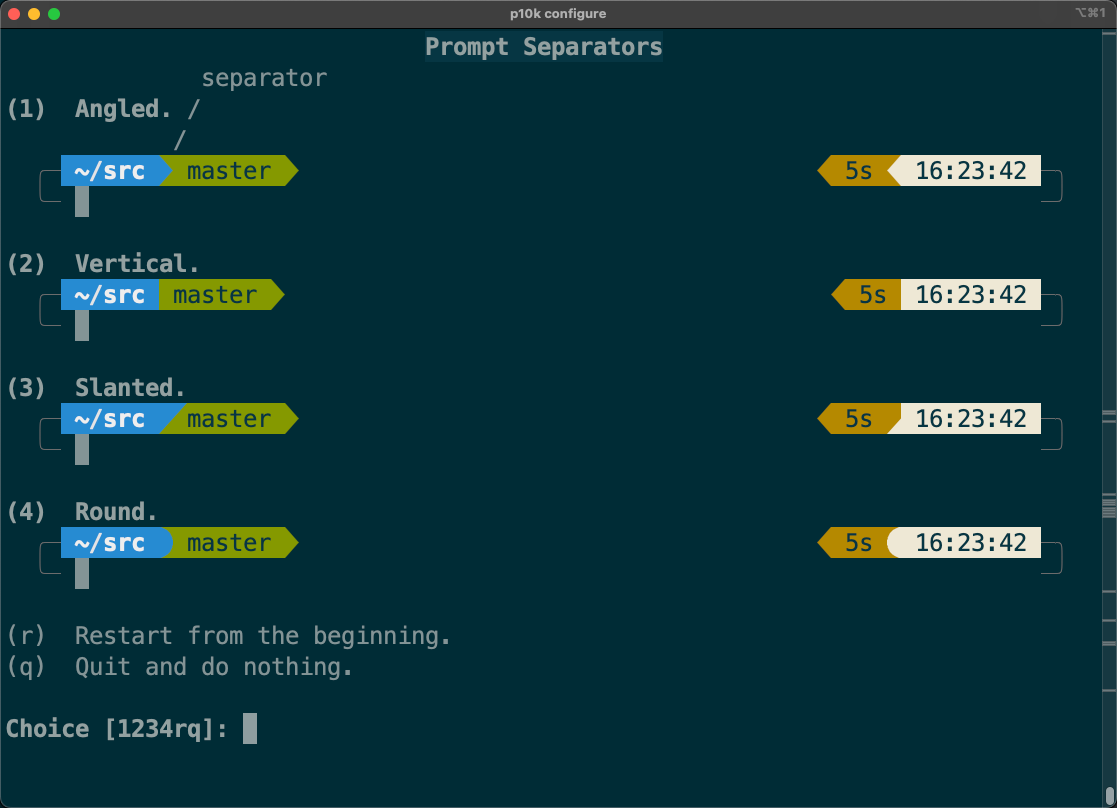 p10k configure
⌥⌘1
Prompt Separators
separator
(1) Angled. /
/
~/src master 5s 16:23:42
(2) Vertical.
~/src master 5s 16:23:42
(3) Slanted.
~/src master 5s 16:23:42
(4) Round.
~/src master 5s 16:23:42
(r) Restart from the beginning.
(q) Quit and do nothing.
Choice [1234rq]: